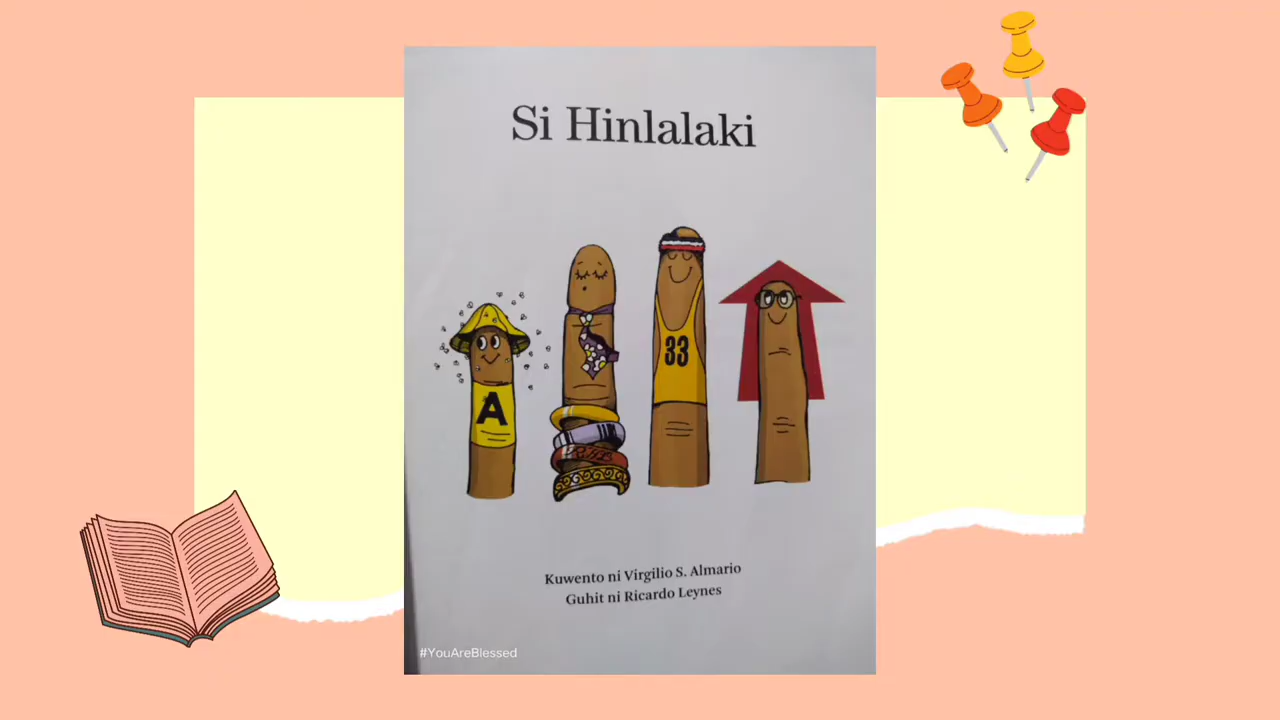 Si Hinlalaki
A
33
Kuwento ni Virgilio S. Almario
Guhit ni Ricardo Leynes
#YouAreBlessed